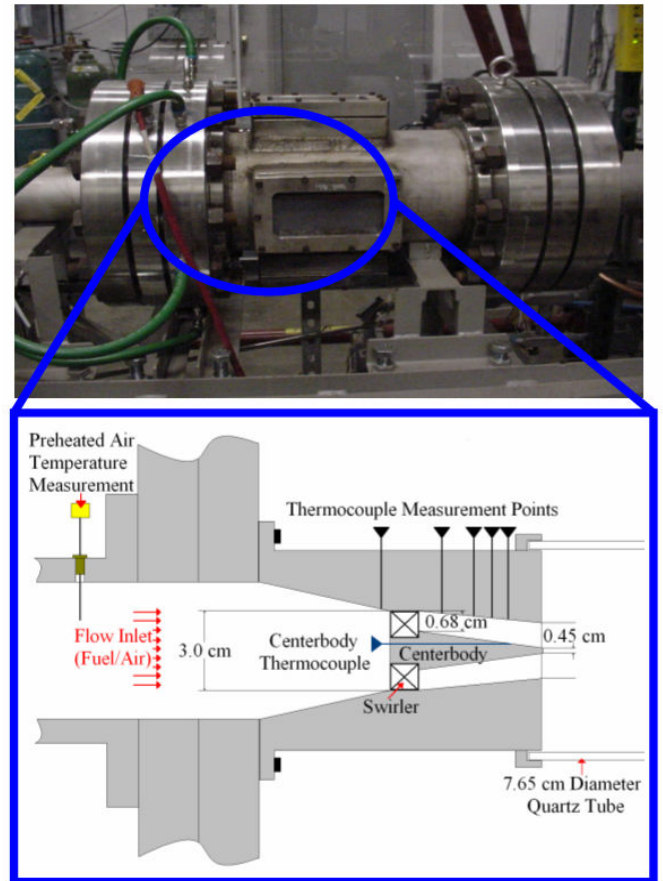 Preheated Air
Temperature
Measurement
Thermocouple Measurement Points
Flow Inlet
(Fuel/Air)
3.0 cm
Centerbody
Thermocouple
0.68 cm
Centerbody
0.45 cm
Swirler
7.65 cm Diameter
Quartz Tube